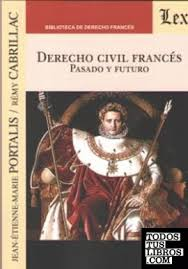 BIBLIOTECA DE DERECHO FRANCÉS
Lex
DERECHO CIVIL FRANCÉS
PASADO Y FUTURO
JEAN-ÉTIENNE-MARIE PORTALIS / RÉMY CABRILLAC
TODOS
TUS LIBROS
.COM